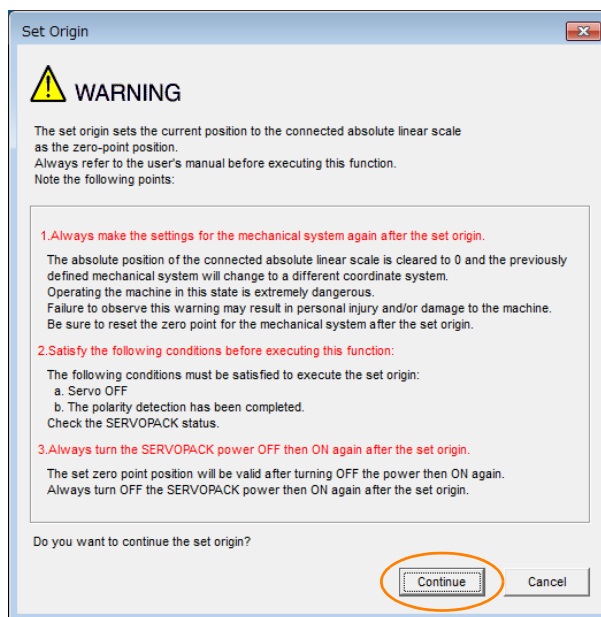 Set Origin
WARNING
The set origin sets the current position to the connected absolute linear scale
as the zero-point position.
Always refer to the user's manual before executing this function.
Note the following points:
1.Always make the settings for the mechanical system again after the set origin.
The absolute position of the connected absolute linear scale is cleared to 0 and the previously
defined mechanical system will change to a different coordinate system.
Operating the machine in this state is extremely dangerous.
Failure to observe this warning may result in personal injury and/or damage to the machine.
Be sure to reset the zero point for the mechanical system after the set origin.
2.Satisfy the following conditions before executing this function:
The following conditions must be satisfied to execute the set origin:
a. Servo OFF
b. The polarity detection has been completed.
Check the SERVOPACK status.
3.Always turn the SERVOPACK power OFF then ON again after the set origin.
The set zero point position will be valid after turning OFF the power then ON again.
Always turn OFF the SERVOPACK power then ON again after the set origin.
Do you want to continue the set origin?
Continue Cancel